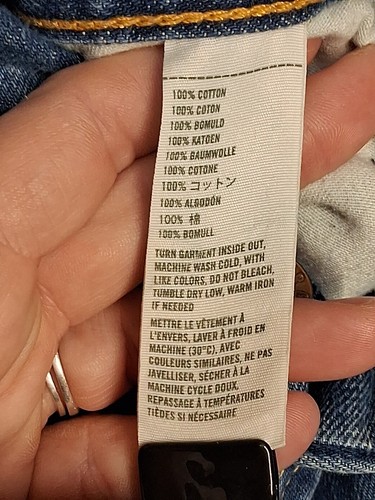 100% COTTON
100% COTON
100% BOMULD
100% KATOEN
100% BAUMWOLLE
100% COTONE
100% コットン
100% ALGODÓN
100% 棉
100% BOMULL
TURN GARMENT INSIDE OUT,
MACHINE WASH COLD, WITH
LIKE COLORS, DO NOT BLEACH,
TUMBLE DRY LOW, WARM IRON
IF NEEDED
METTRE LE VÊTEMENT À
L'ENVERS, LAVER À FROID EN
MACHINE (30°C), AVEC
COULEURS SIMILAIRES, NE PAS
JAVELLISER, SÉCHER À LA
MACHINE CYCLE DOUX,
REPASSAGE À TEMPÉRATURES
TIÈDES SI NÉCESSAIRE